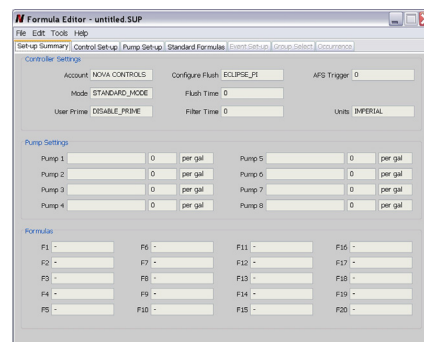 Formula Editor - untitled.SUP
File Edit Tools Help
Set-up Summary Control Set-up Pump Set-up Standard Formulas Event Set-up Group Select Occurrence
Controller Settings
Account NOVA CONTROLS Configure Flush ECLIPSE_PI AFS Trigger 0
Mode STANDARD_MODE Flush Time 0
User Prime DISABLE_PRIME Filter Time 0 Units IMPERIAL
Pump Settings
Pump 1 0 per gal Pump 5 0 per gal
Pump 2 0 per gal Pump 6 0 per gal
Pump 3 0 per gal Pump 7 0 per gal
Pump 4 0 per gal Pump 8 0 per gal
Formulas
F1 - F6 - F11 - F16 -
F2 - F7 - F12 - F17 -
F3 - F8 - F13 - F18 -
F4 - F9 - F14 - F19 -
F5 - F10 - F15 - F20 -